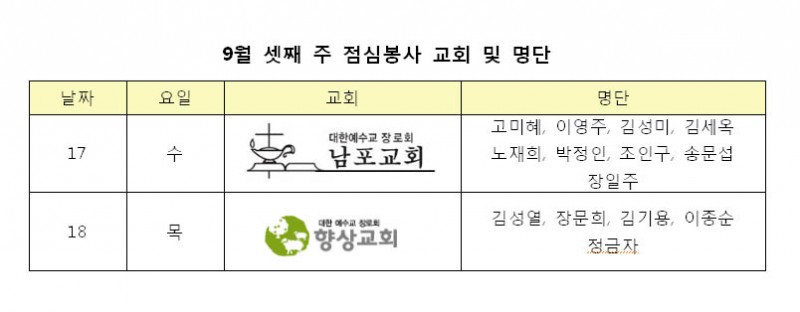 9월 셋째 주 점심봉사 교회 및 명단
날짜 요일 교회 명단
17 수 대한예수교 장로회 남포교회 고미혜, 이영주, 김성미, 김세옥
노재희, 박정인, 조인구, 송문섭
장일주
18 목 대한 예수교 장로회 향상교회 김성열, 장문희, 김기용, 이종순
정금자